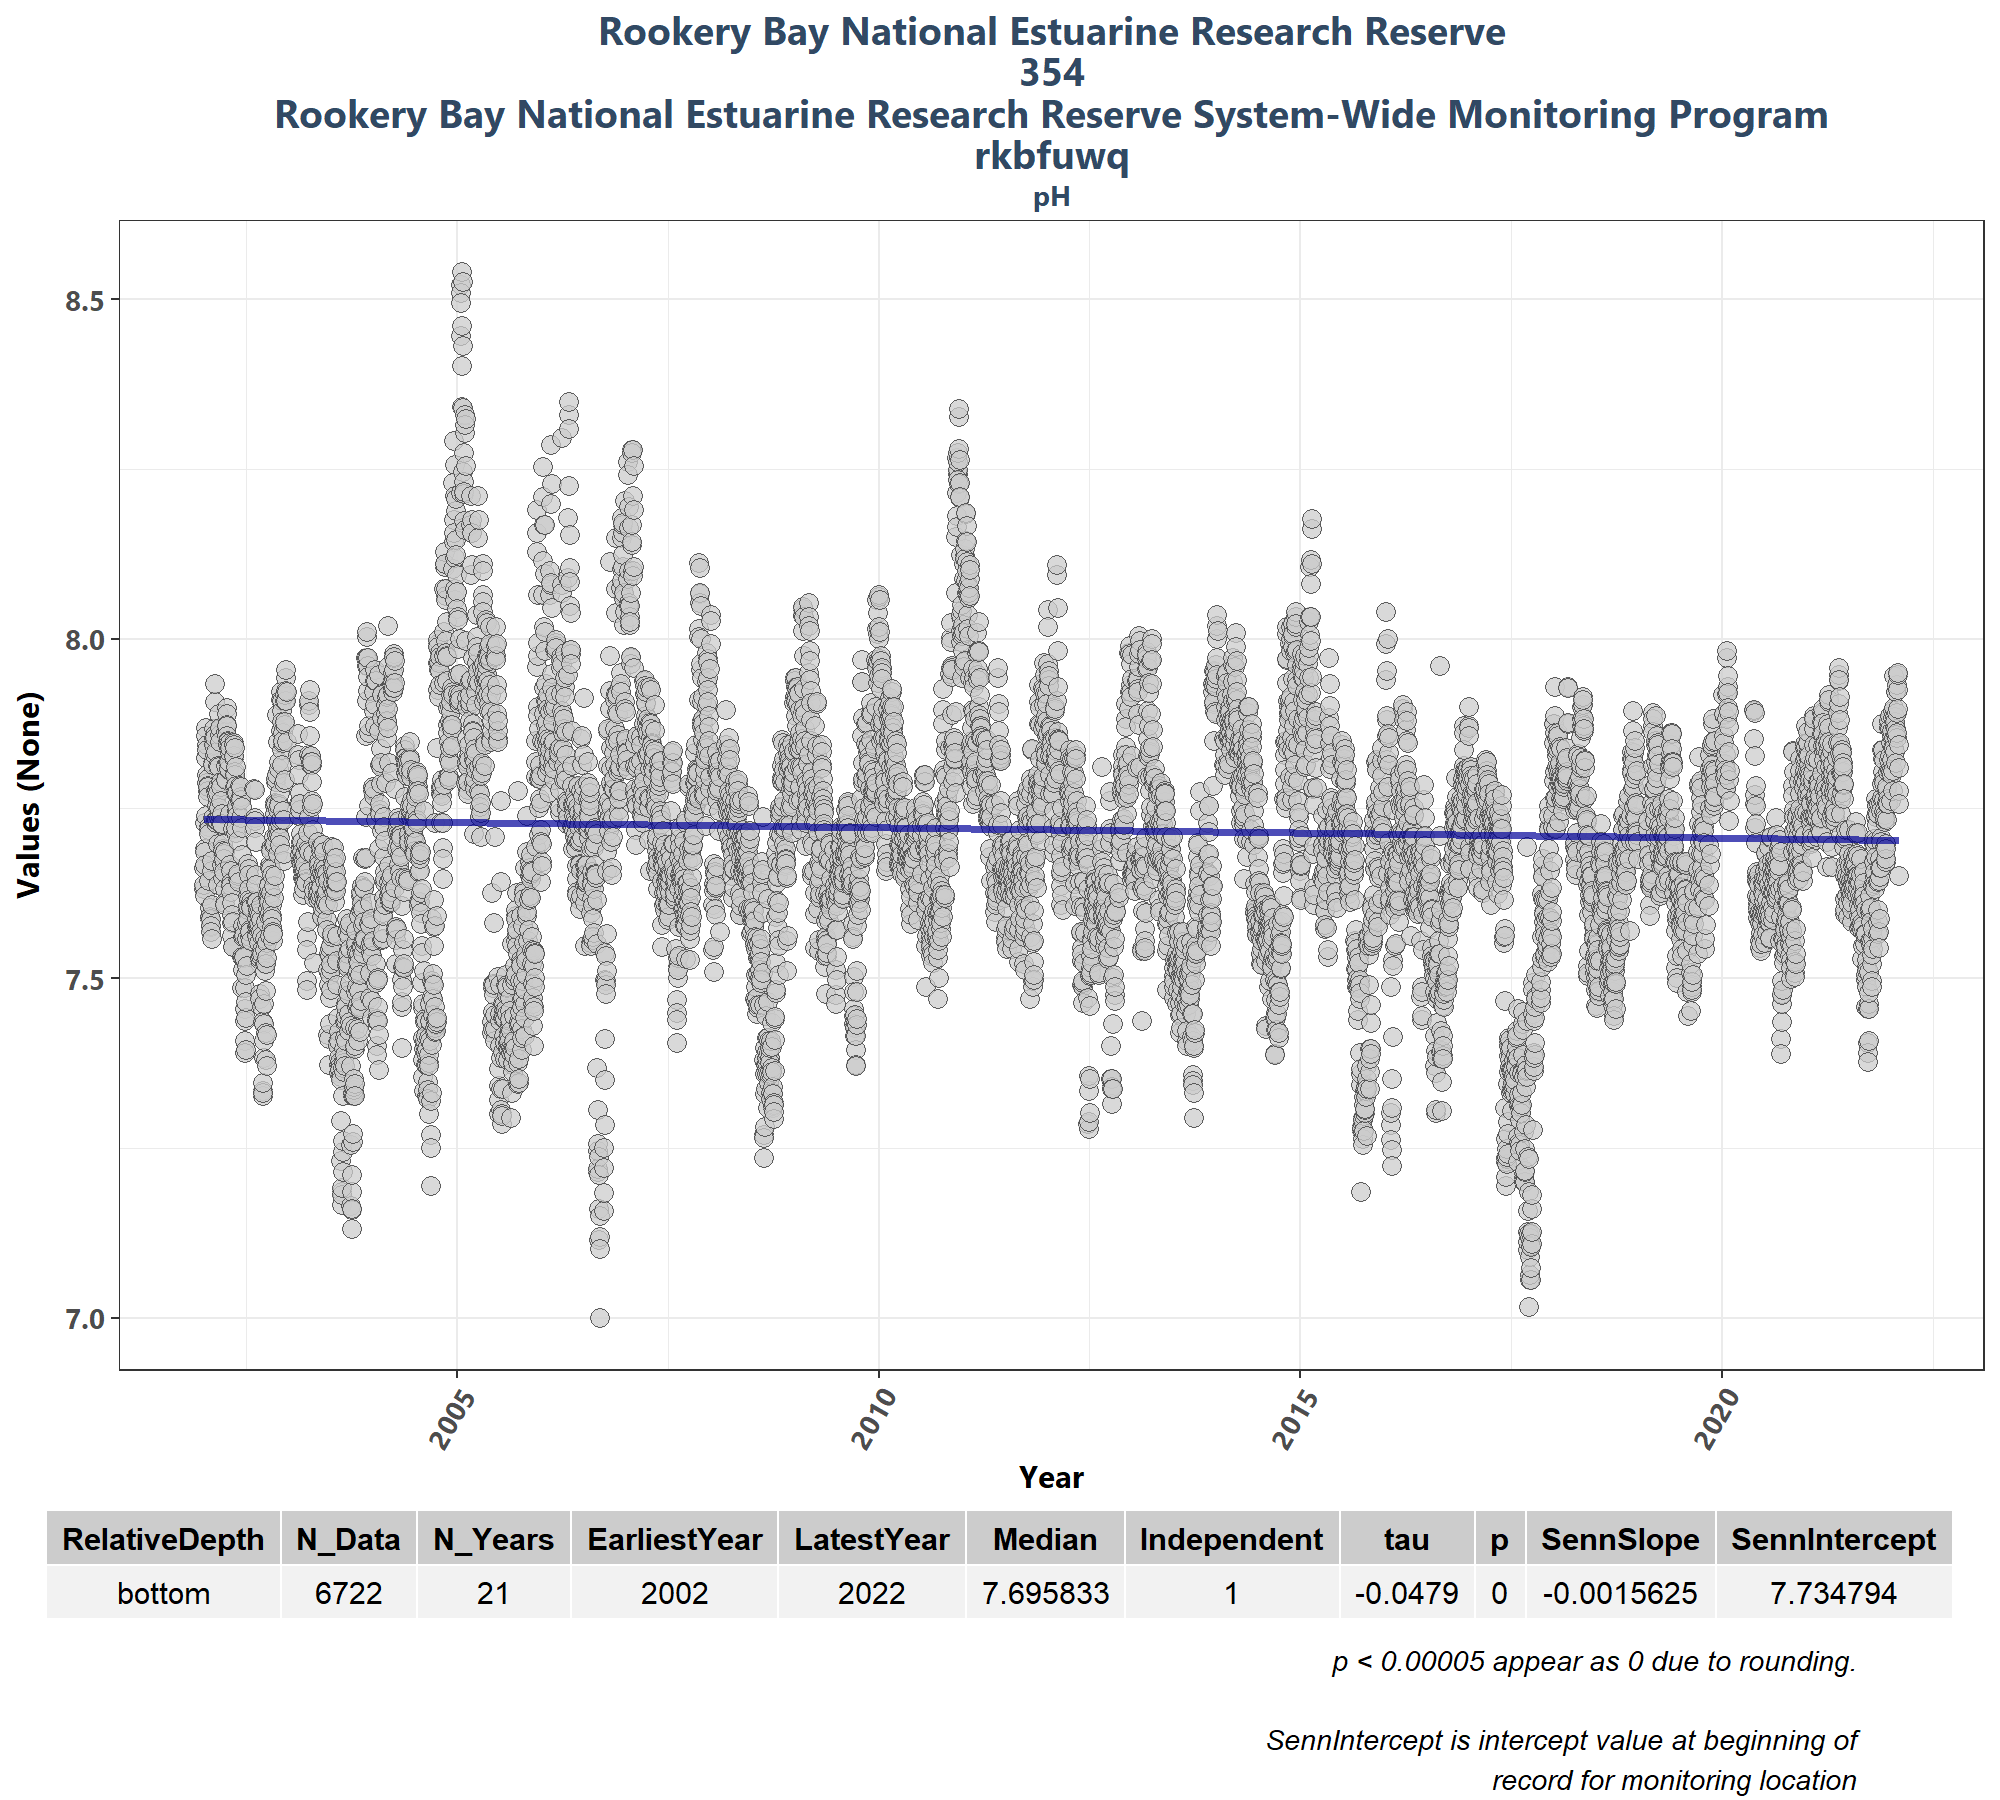 Rookery Bay National Estuarine Research Reserve
354
Rookery Bay National Estuarine Research Reserve System-Wide Monitoring Program
rkbfuwq
pH
8.5
8.0
7.5
7.0
Values (None)
2005 2010 2015 2020
Year
RelativeDepth N_Data N_Years EarliestYear LatestYear Median Independent tau p SennSlope SennIntercept
bottom 6722 21 2002 2022 7.695833 1 -0.0479 0 -0.0015625 7.734794
p < 0.00005 appear as 0 due to rounding.
SennIntercept is intercept value at beginning of
record for monitoring location